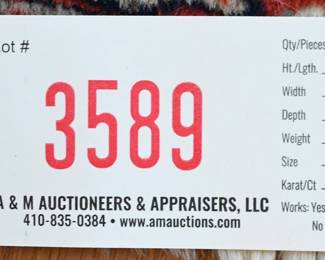 Lot #
3589
A & M AUCTIONEERS & APPRAISERS, LLC
410-835-0384 • www.amauctions.com
Qty/Pieces
Ht./Lgth.
Width
Depth
Weight
Size
Karat/Ct
Works: Yes
No